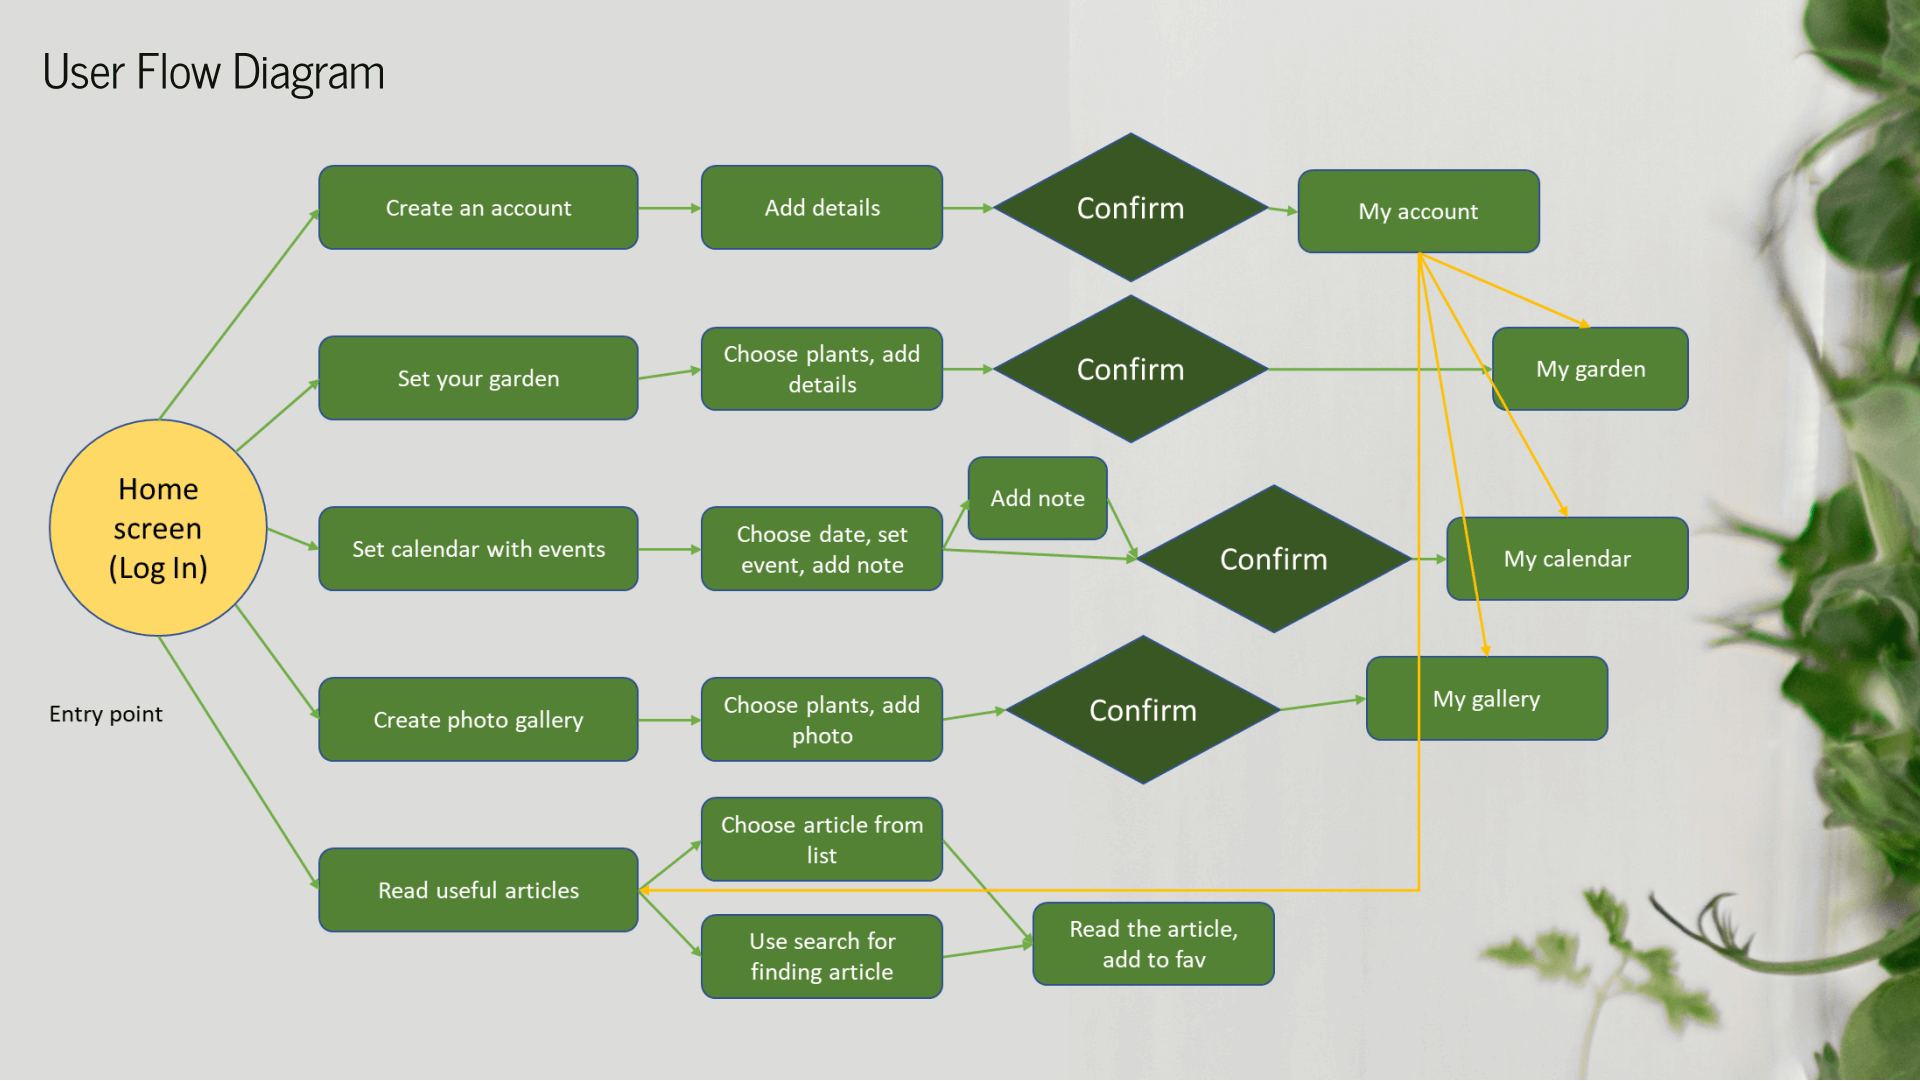 User Flow Diagram
Create an account
Add details
Confirm
My account
Set your garden
Choose plants, add
details
Confirm
My garden
Home
screen
(Log In)
Set calendar with events
Choose date, set
event, add note
Add note
Confirm
My calendar
Entry point
Create photo gallery
Choose plants, add
photo
Confirm
My gallery
Read useful articles
Choose article from
list
Use search for
finding article
Read the article,
add to fav